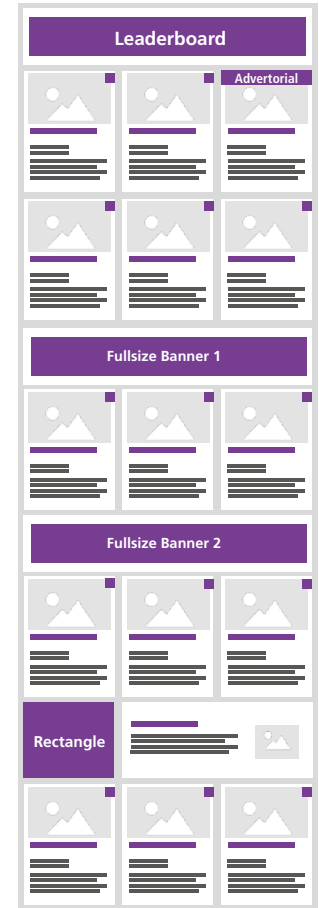 Leaderboard
Advertorial
Fullsize Banner 1
Fullsize Banner 2
Rectangle